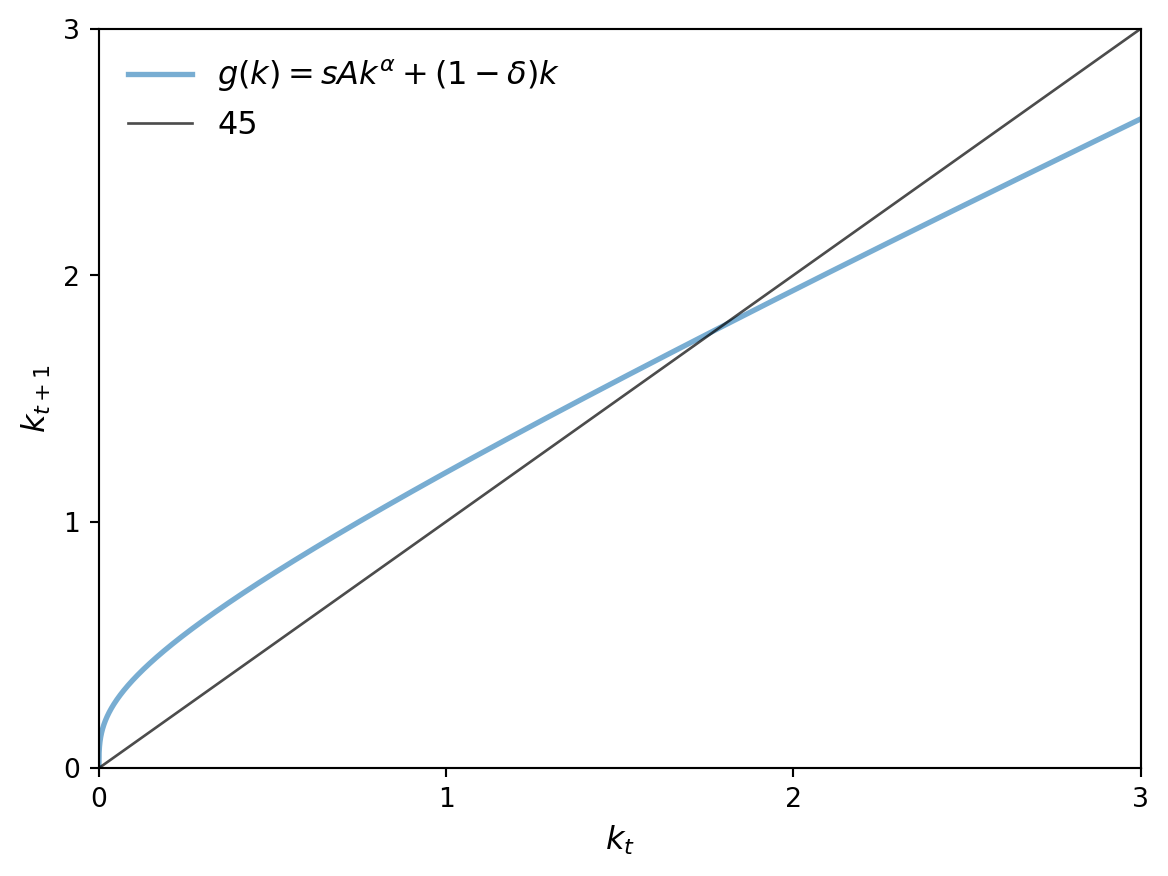 g(k) = sAk^α + (1 − δ)k
45
3
2
1
0
k_{t+1}
0 1 2 3
k_t